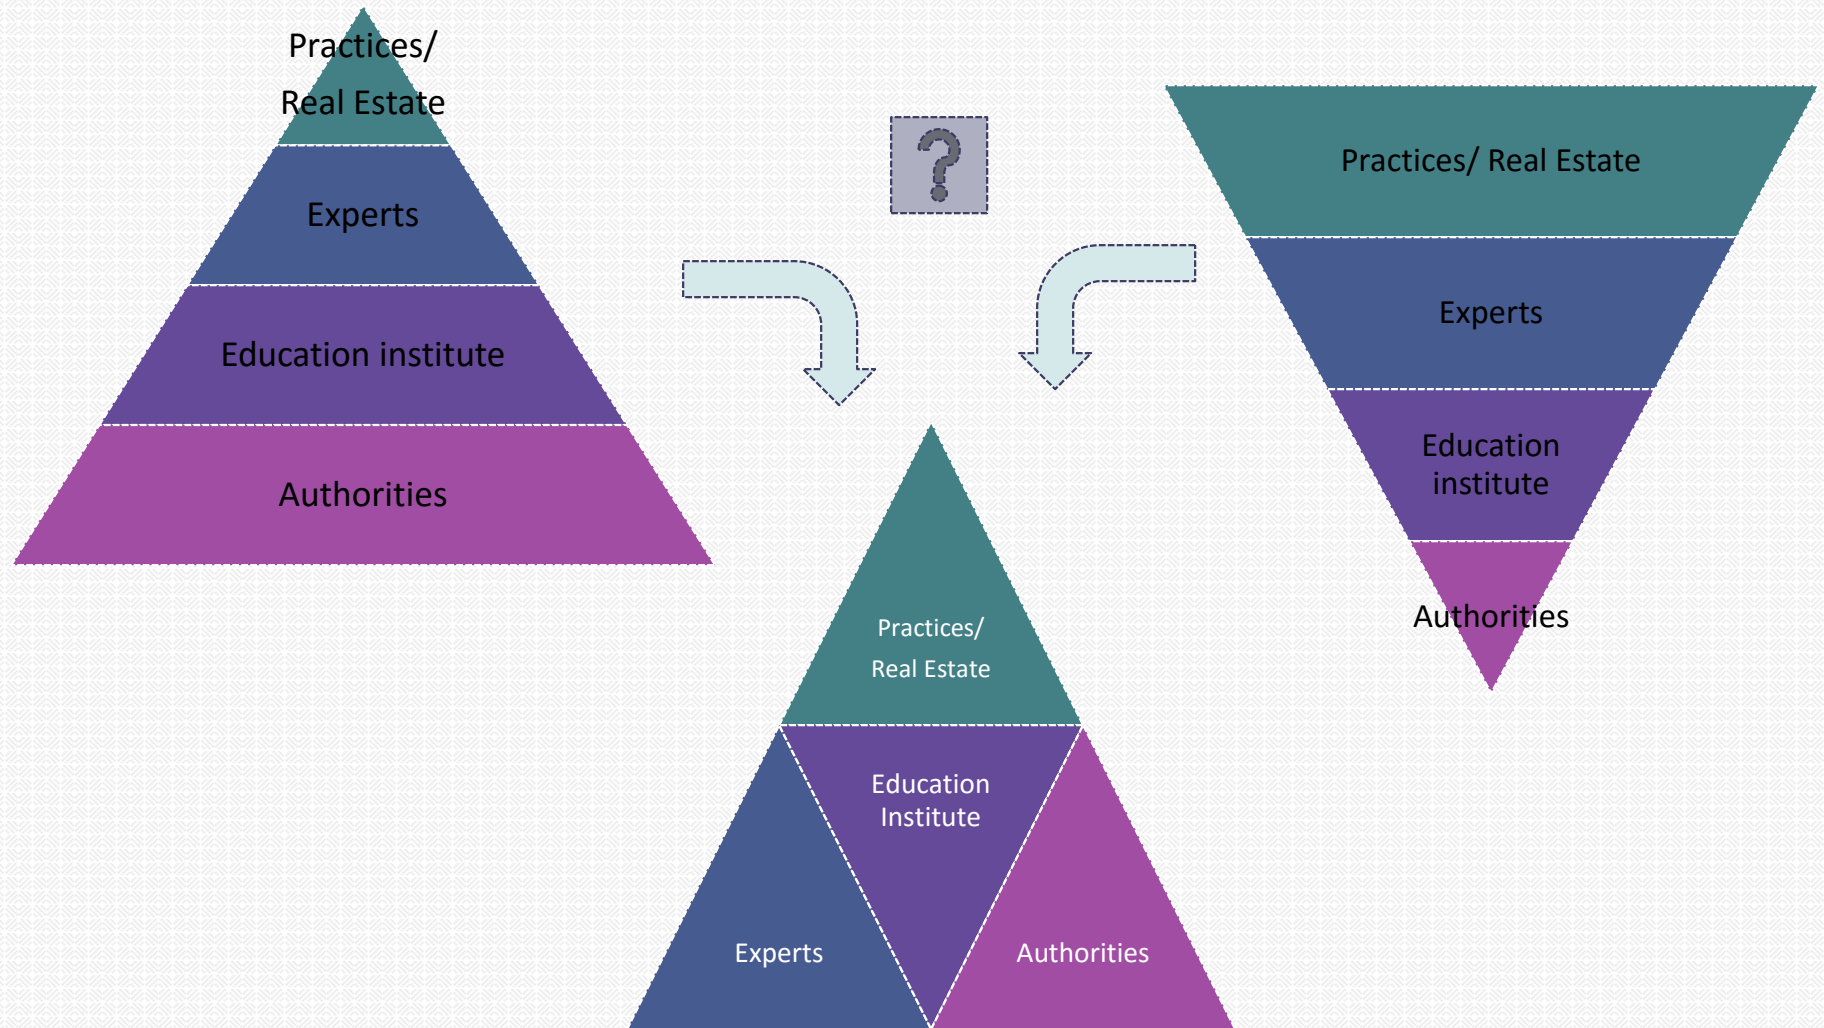 Practices/
Real Estate
Experts
Education institute
Authorities
?
Practices/ Real Estate
Experts
Education
institute
Authorities
Practices/
Real Estate
Education
Institute
Experts
Authorities